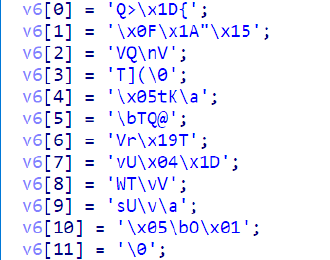 v6[0] = 'Q>\x1D{';
v6[1] = '\x0F\x1A"\x15';
v6[2] = 'VQ\nV';
v6[3] = 'T](\0';
v6[4] = '\x05tK\a';
v6[5] = '\bTQ@';
v6[6] = 'Vr\x19T';
v6[7] = 'vU\x04\x1D';
v6[8] = 'WT\vV';
v6[9] = 'sU\v\a';
v6[10] = '\x05\bO\x01';
v6[11] = '\0';